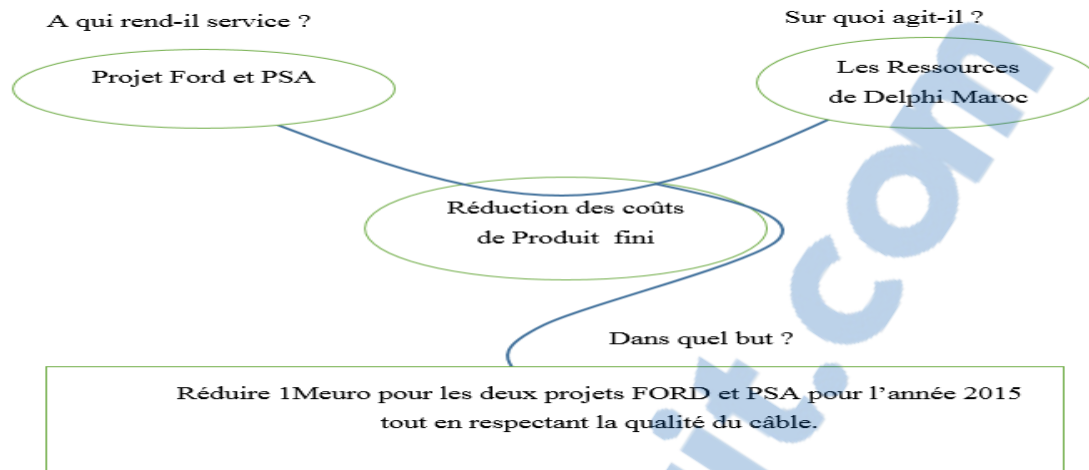 A qui rend-il service ?
Sur quoi agit-il ?
Projet Ford et PSA
Les Ressources
de Delphi Maroc
Réduction des coûts
de Produit fini
Dans quel but ?
Réduire 1Meuro pour les deux projets FORD et PSA pour l’année 2015
tout en respectant la qualité du câble.
it.com